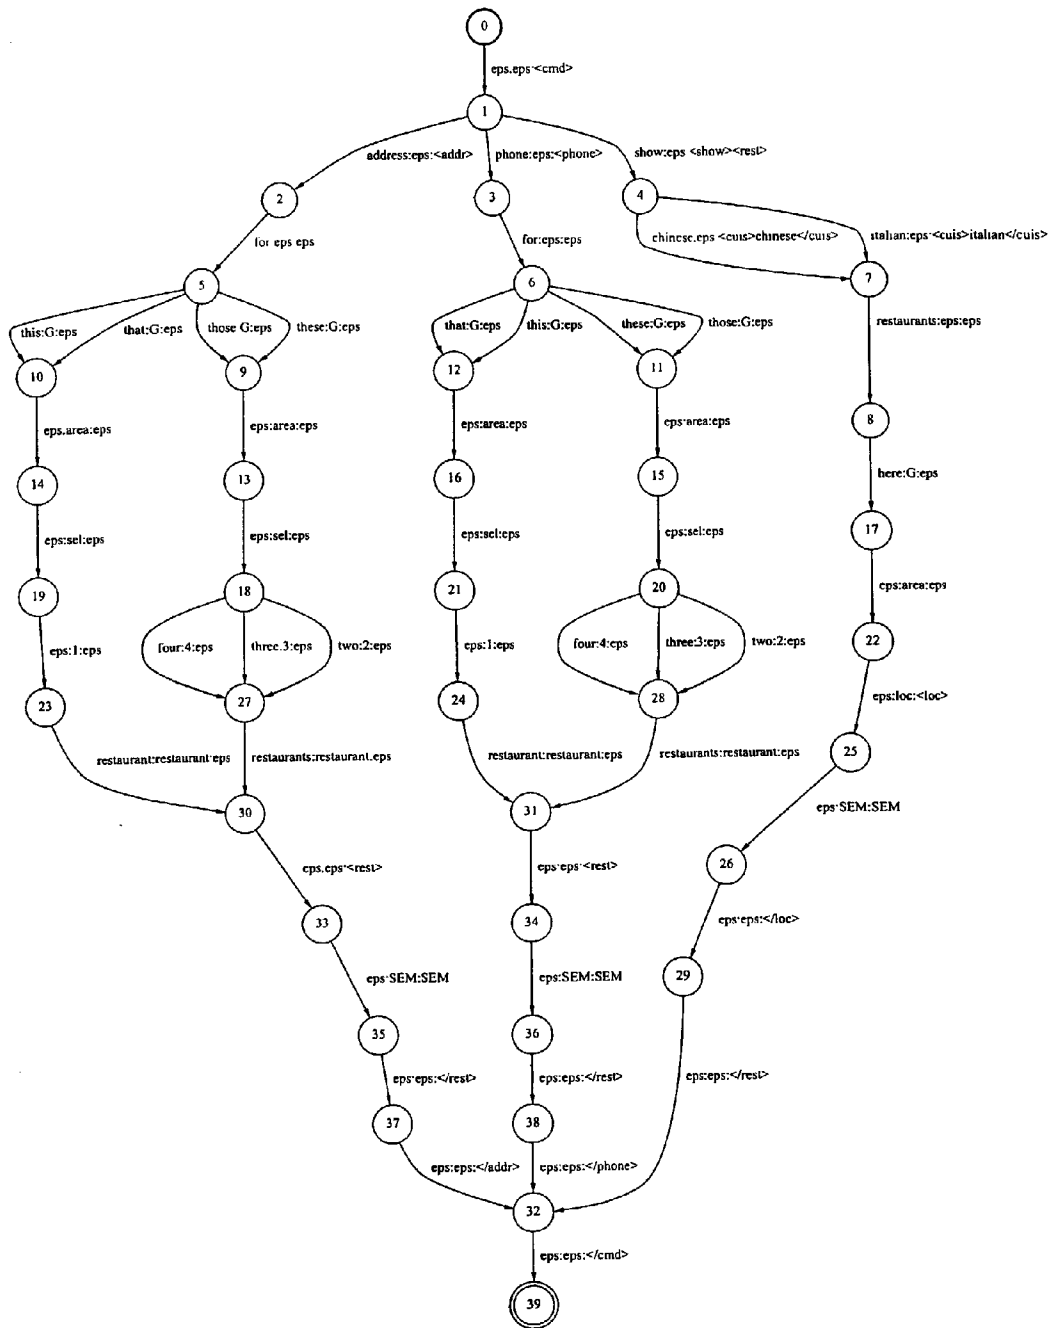 0
eps.eps:<cmd>
1
address:eps:<addr>
phone:eps:<phone>
show:eps <show><rest>
2
3
4
for eps eps
for:eps:eps
chinese.eps <cuis>chinese</cuis>
italian:eps:<cuis>italian</cuis>
5
6
7
this:G:eps
that:G:eps
those G:eps
these:G:eps
that:G:eps
this:G:eps
these:G:eps
those:G:eps
restaurants:eps:eps
10
9
12
11
8
eps.area:eps
eps:area:eps
eps:area:eps
eps:area:eps
here:G:eps
14
13
16
15
17
eps:sel:eps
eps:sel:eps
eps:sel:eps
eps:sel:eps
eps:area:eps
19
18
21
20
22
eps:1:eps
four:4:eps
three.3:eps
two:2:eps
eps:1:eps
four:4:eps
three:3:eps
two:2:eps
eps:loc:<loc>
23
27
24
28
25
restaurant:restaurant:eps
restaurants:restaurant.eps
restaurant:restaurant:eps
restaurants:restaurant:eps
eps:SEM:SEM
30
31
26
eps.eps:<rest>
eps:eps:<rest>
eps:eps:</loc>
33
34
29
eps:SEM:SEM
eps:SEM:SEM
35
36
eps:eps:</rest>
eps:eps:</rest>
eps:eps:</rest>
37
38
eps:eps:</addr>
eps:eps:</phone>
32
eps:eps:</cmd>
39